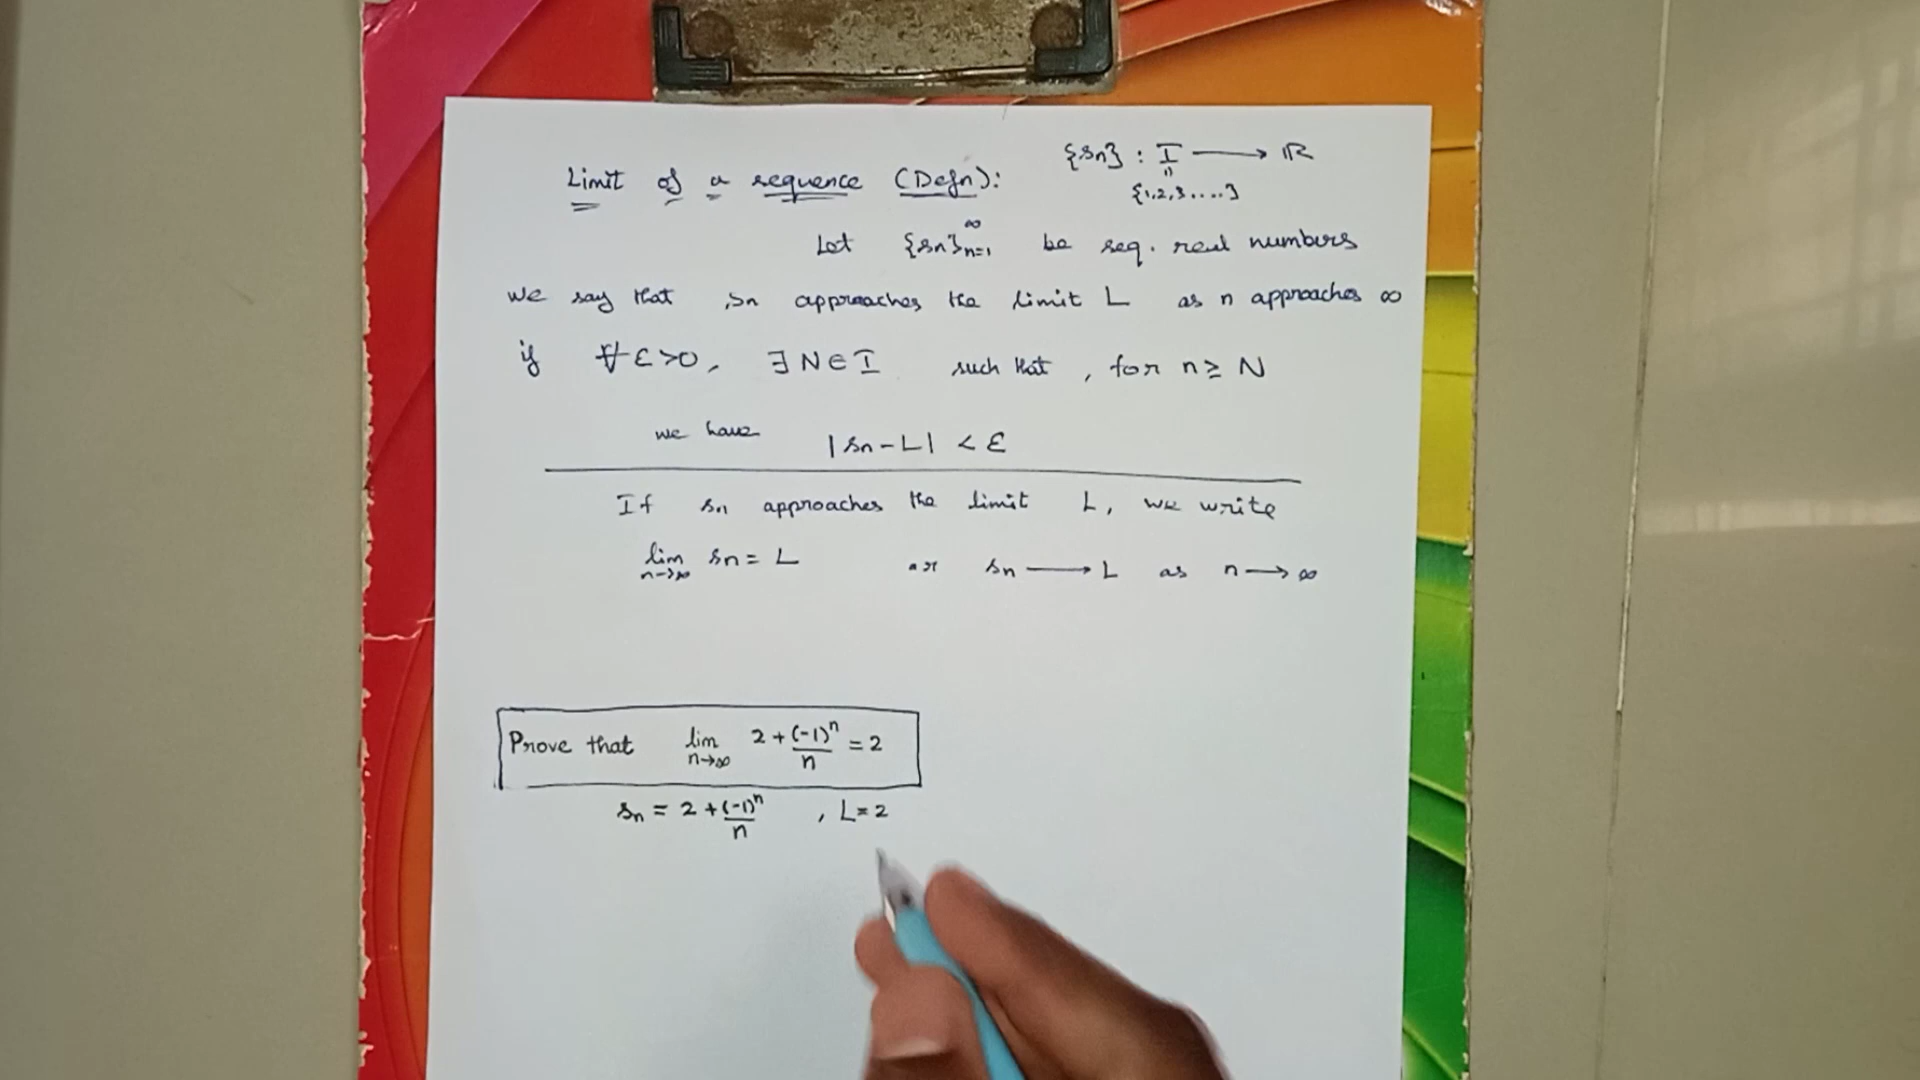 Limit of a sequence (Defn):
{sn} : I ⟶ ℝ
"
{1,2,3....}
Let {sn}∞n=1 be seq. real numbers
We say that sn approaches the limit L as n approaches ∞
if ∀ ε>0, ∃ N∈I such that, for n≥N
we have |sn-L| < ε
If sn approaches the limit L, we write
lim n→∞ sn = L or sn ⟶ L as n ⟶ ∞
Prove that lim n→∞ 2+(-1)^n/n = 2
sn = 2+(-1)^n/n , L=2